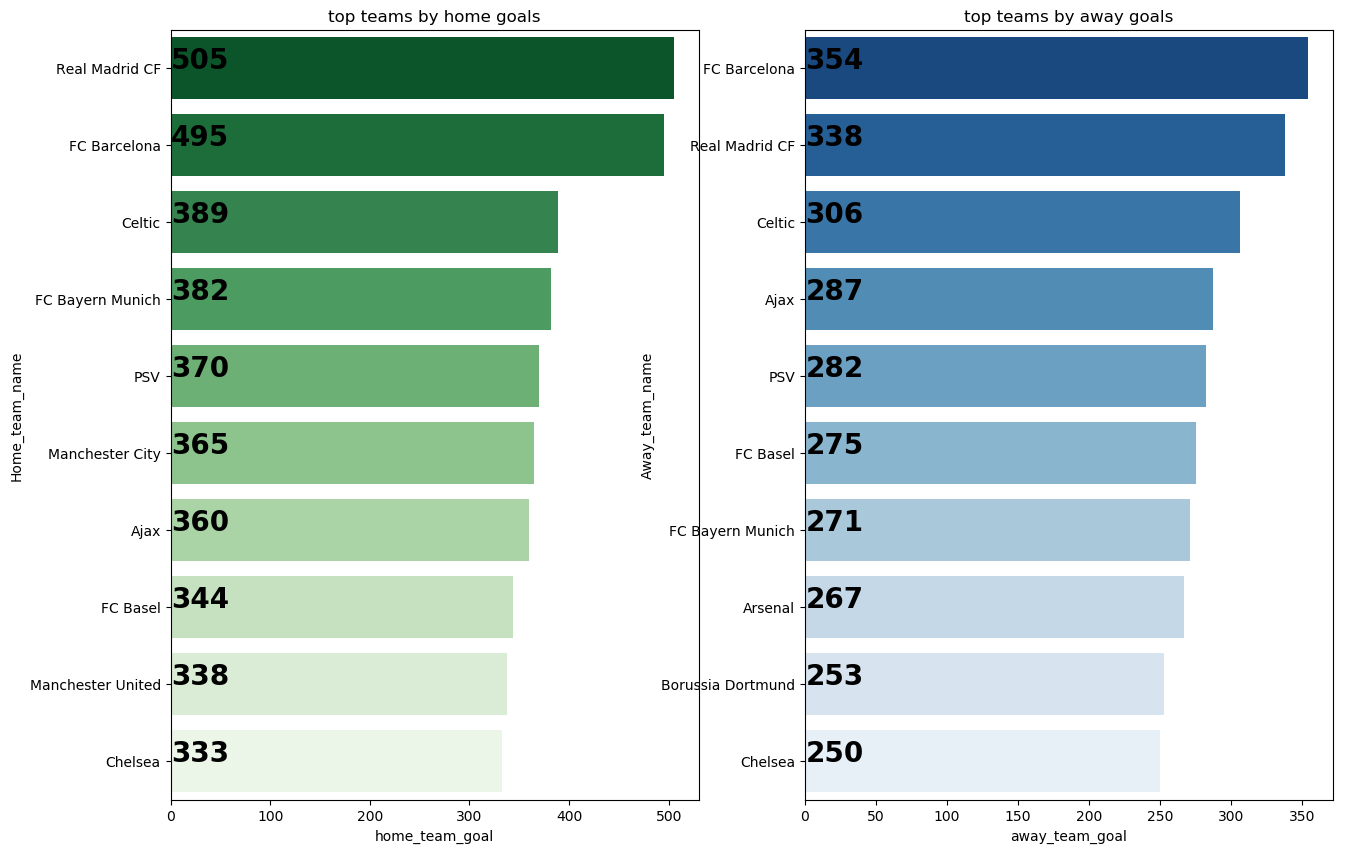 top teams by home goals
Home_team_name
Real Madrid CF 505
FC Barcelona 495
Celtic 389
FC Bayern Munich 382
PSV 370
Manchester City 365
Ajax 360
FC Basel 344
Manchester United 338
Chelsea 333
0 100 200 300 400 500
home_team_goal
top teams by away goals
Away_team_name
FC Barcelona 354
Real Madrid CF 338
Celtic 306
Ajax 287
PSV 282
FC Basel 275
FC Bayern Munich 271
Arsenal 267
Borussia Dortmund 253
Chelsea 250
0 50 100 150 200 250 300 350
away_team_goal